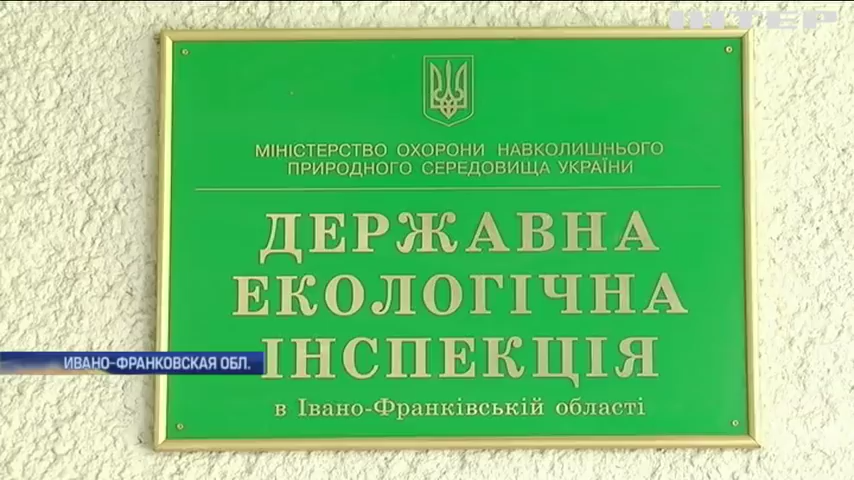 ІНТЕР
МІНІСТЕРСТВО ОХОРОНИ НАВКОЛИШНЬОГО
ПРИРОДНОГО СЕРЕДОВИЩА УКРАЇНИ
ДЕРЖАВНА
ЕКОЛОГІЧНА
ІНСПЕКЦІЯ
в Івано-Франківській області
ИВАНО-ФРАНКОВСКАЯ ОБЛ.